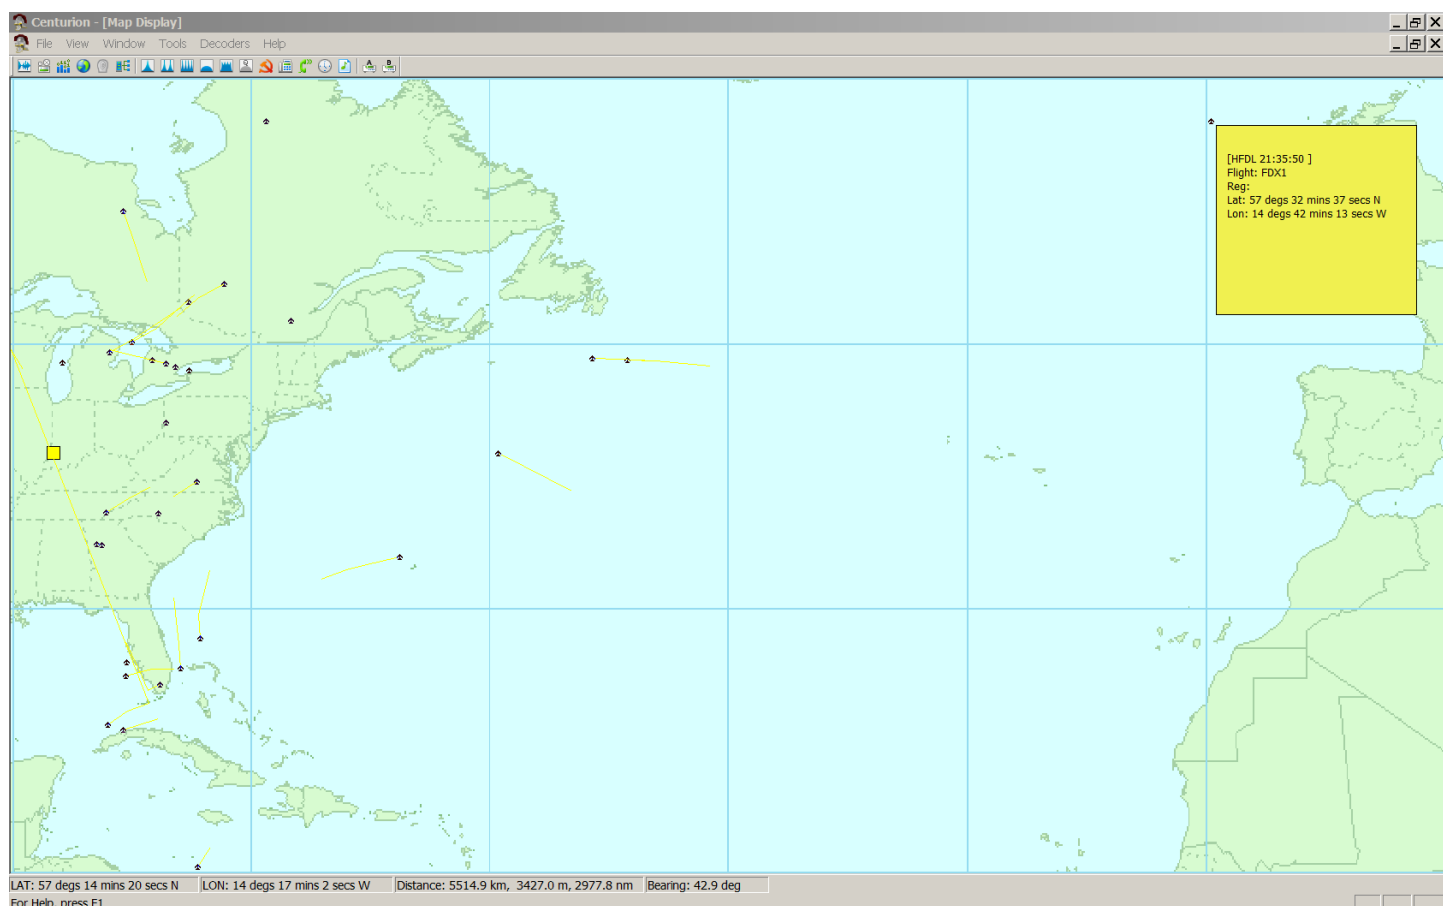 Centurion - [Map Display]
File View Window Tools Decoders Help
A B
[HFDL 21:35:50 ]
Flight: FDX1
Reg:
Lat: 57 degs 32 mins 37 secs N
Lon: 14 degs 42 mins 13 secs W
LAT: 57 degs 14 mins 20 secs N LON: 14 degs 17 mins 2 secs W Distance: 5514.9 km, 3427.0 m, 2977.8 nm Bearing: 42.9 deg
For Help, press F1